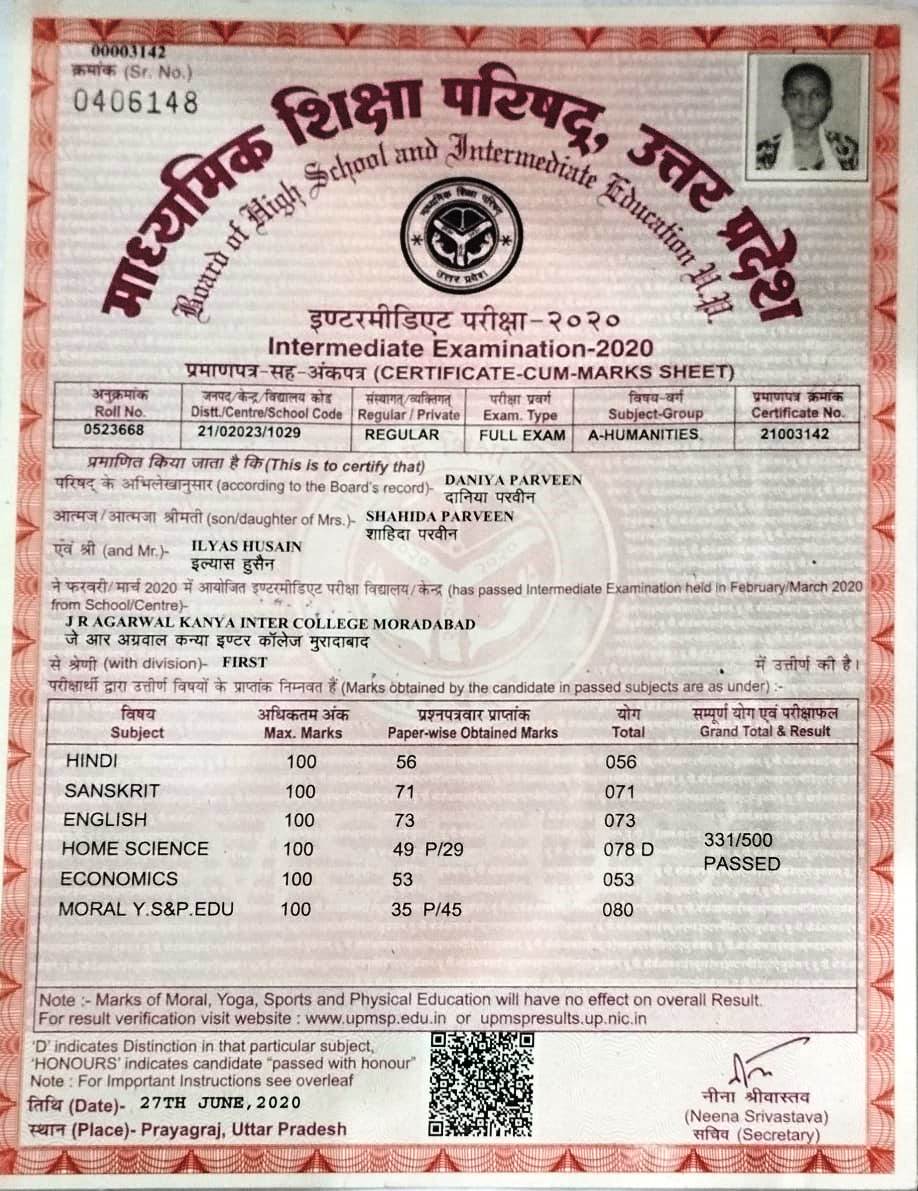 00003142
क्रमांक (Sr. No.)
0406148
माध्यमिक शिक्षा परिषद्, उत्तर प्रदेश
Board of High School and Intermediate Education U.P.
माध्यमिक शिक्षा परिषद
उत्तर प्रदेश
इण्टरमीडिएट परीक्षा-२०२०
Intermediate Examination-2020
प्रमाणपत्र-सह-अंकपत्र (CERTIFICATE-CUM-MARKS SHEET)
अनुक्रमांक जनपद/केन्द्र/विद्यालय कोड संस्थागत/व्यक्तिगत परीक्षा प्रवर्ग विषय-वर्ग प्रमाणपत्र क्रमांक
Roll No. Distt./Centre/School Code Regular / Private Exam. Type Subject-Group Certificate No.
0523668 21/02023/1029 REGULAR FULL EXAM A-HUMANITIES 21003142
प्रमाणित किया जाता है कि (This is to certify that)
परिषद् के अभिलेखानुसार (according to the Board's record)- DANIYA PARVEEN
दानिया परवीन
आत्मज/आत्मजा श्रीमती (son/daughter of Mrs.)- SHAHIDA PARVEEN
शाहिदा परवीन
एवं श्री (and Mr.)- ILYAS HUSAIN
इल्यास हुसैन
ने फरवरी/मार्च 2020 में आयोजित इण्टरमीडिएट परीक्षा विद्यालय/केन्द्र (has passed Intermediate Examination held in February/March 2020
from School/Centre)-
J R AGARWAL KANYA INTER COLLEGE MORADABAD
जे आर अग्रवाल कन्या इण्टर कॉलेज मुरादाबाद
से श्रेणी (with division)- FIRST में उत्तीर्ण की है।
परीक्षार्थी द्वारा उत्तीर्ण विषयों के प्राप्तांक निम्नवत हैं (Marks obtained by the candidate in passed subjects are as under) :-
विषय अधिकतम अंक प्रश्नपत्रवार प्राप्तांक योग सम्पूर्ण योग एवं परीक्षाफल
Subject Max. Marks Paper-wise Obtained Marks Total Grand Total & Result
HINDI 100 56 056
SANSKRIT 100 71 071
ENGLISH 100 73 073
HOME SCIENCE 100 49 P/29 078 D 331/500
PASSED
ECONOMICS 100 53 053
MORAL Y.S&P.EDU 100 35 P/45 080
Note :- Marks of Moral, Yoga, Sports and Physical Education will have no effect on overall Result.
For result verification visit website : www.upmsp.edu.in or upmspresults.up.nic.in
'D' indicates Distinction in that particular subject,
'HONOURS' indicates candidate "passed with honour"
Note : For Important Instructions see overleaf
तिथि (Date)- 27TH JUNE,2020
स्थान (Place)- Prayagraj, Uttar Pradesh
नीना श्रीवास्तव
(Neena Srivastava)
सचिव (Secretary)